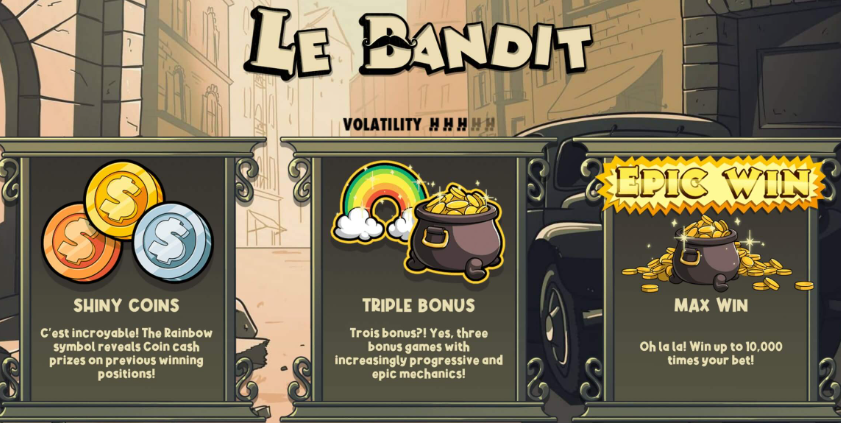 LE BANDIT
VOLATILITY
EPIC WIN
SHINY COINS
C'est incroyable! The Rainbow
symbol reveals Coin cash
prizes on previous winning
positions!
TRIPLE BONUS
Trois bonus?! Yes, three
bonus games with
increasingly progressive and
epic mechanics!
MAX WIN
Oh la la! Win up to 10,000
times your bet!